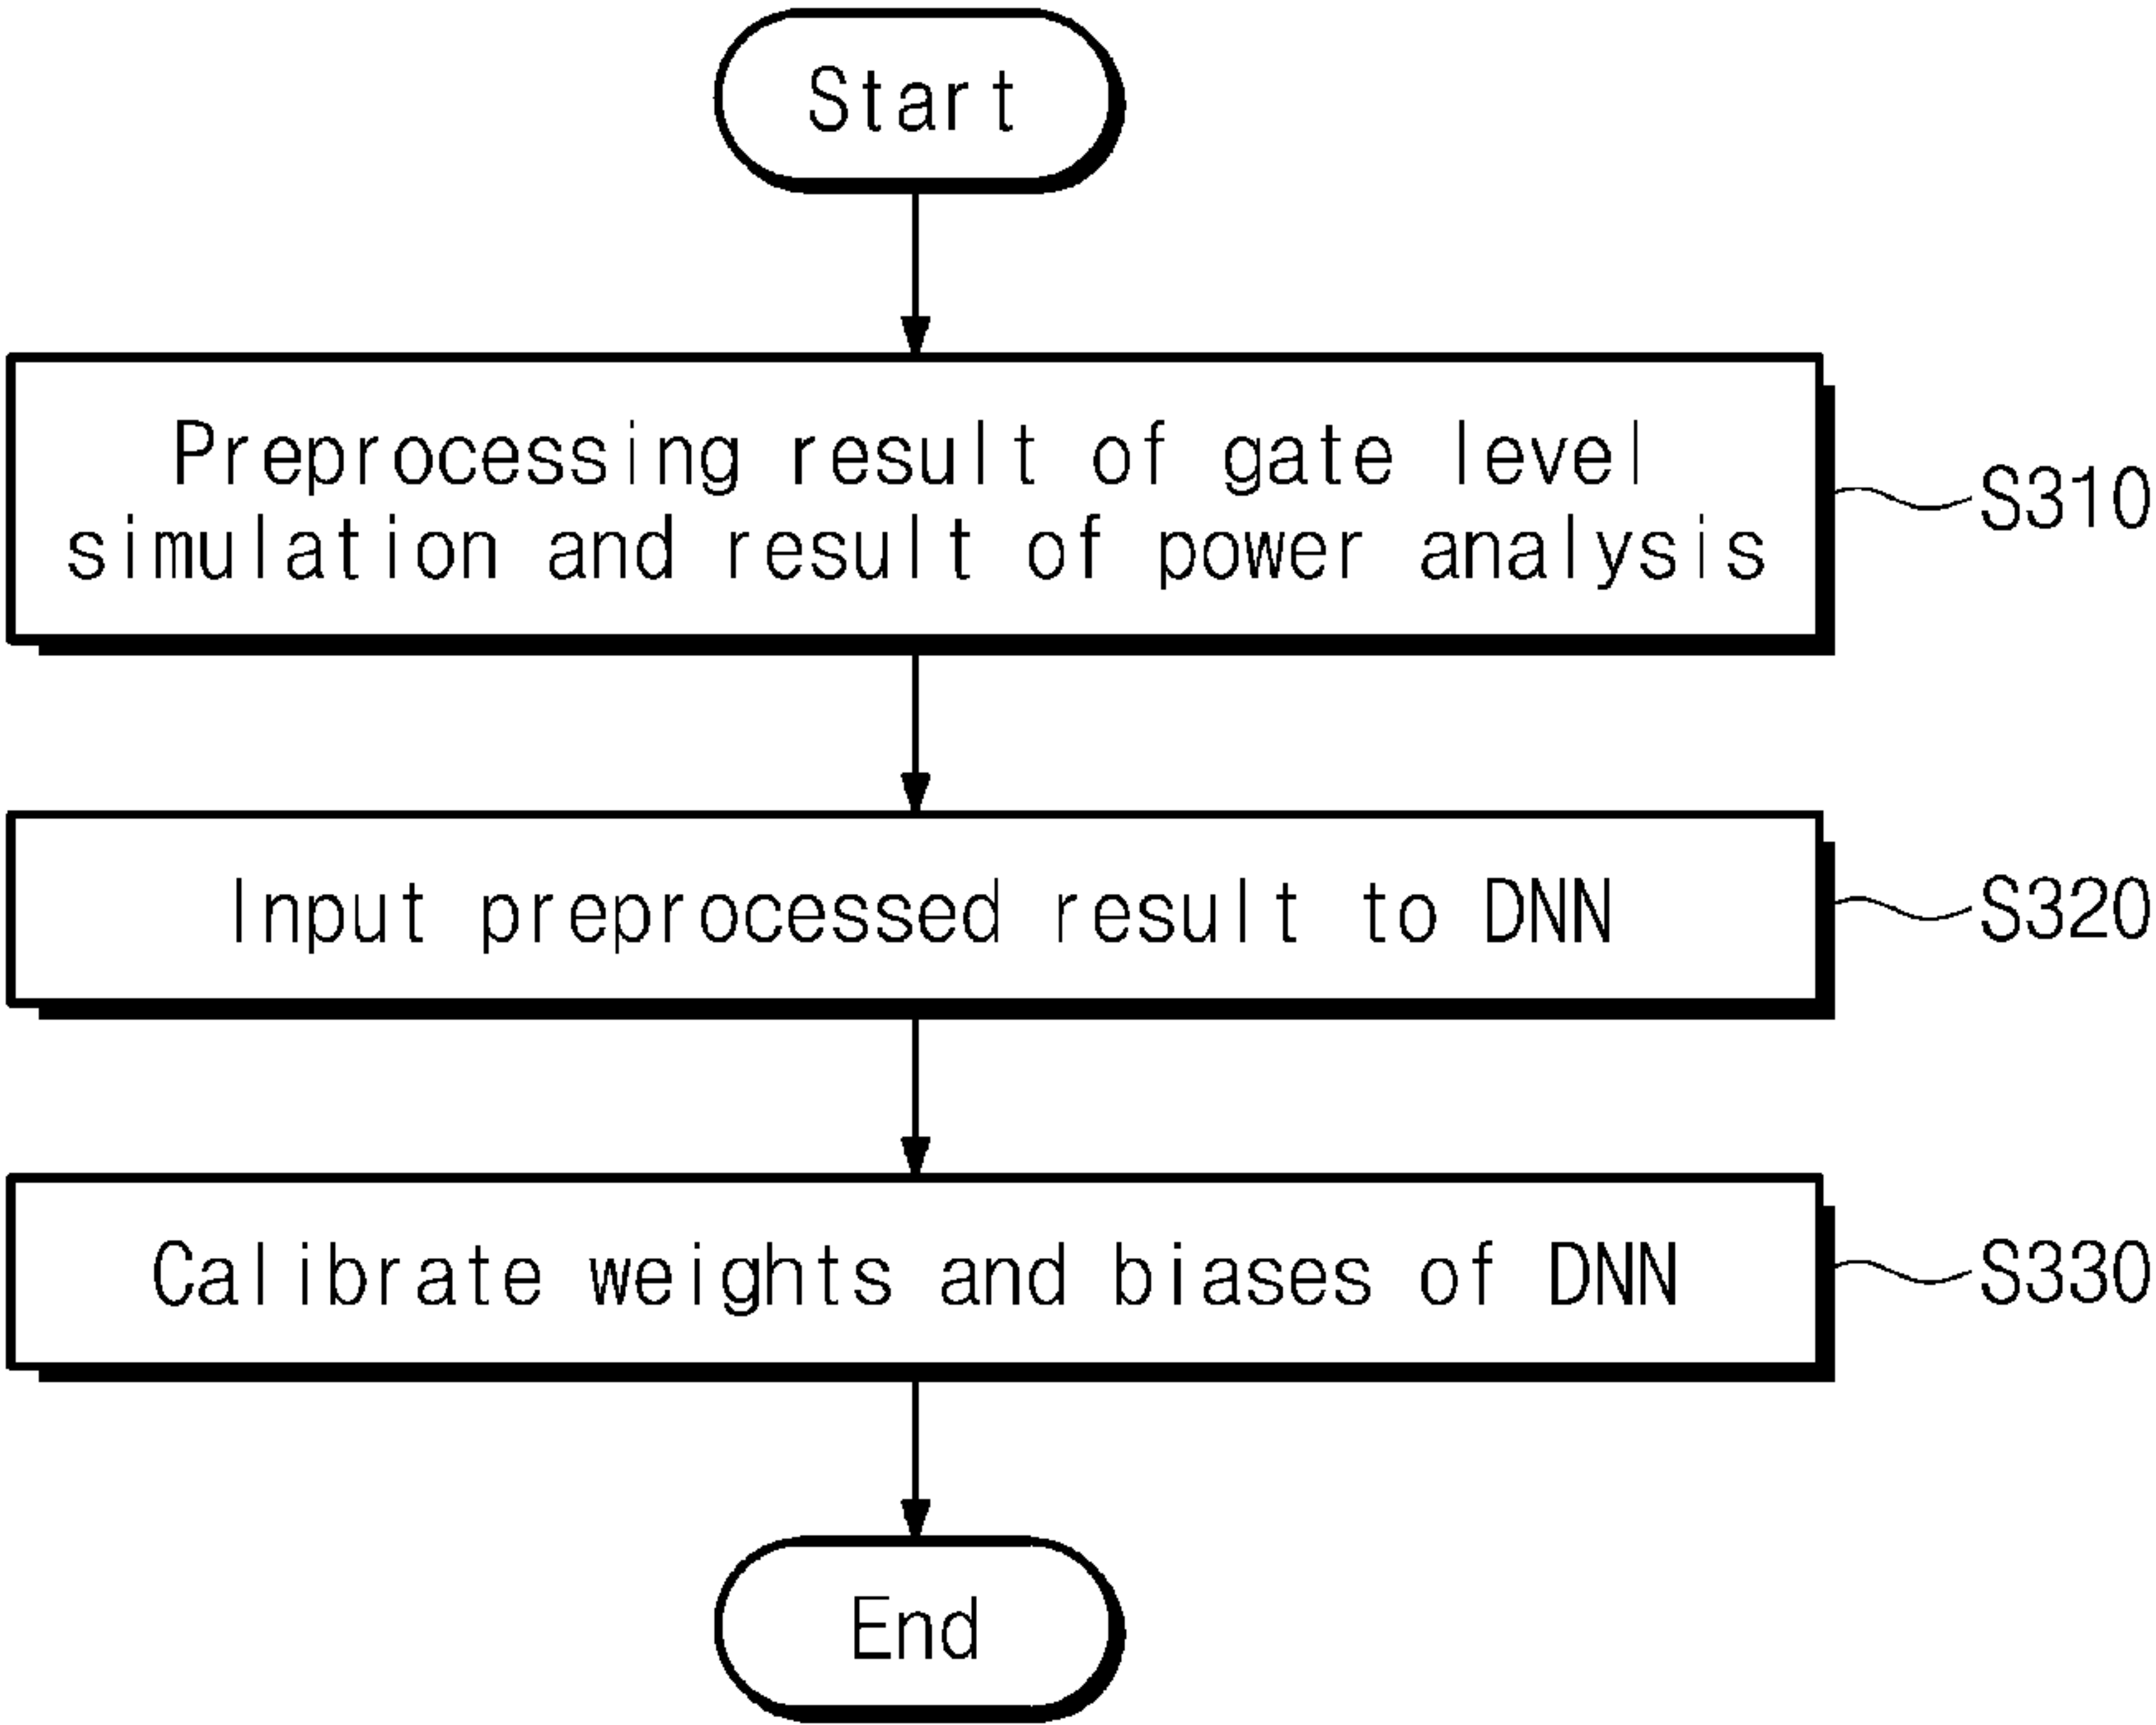 Start
Preprocessing result of gate level
simulation and result of power analysis
S310
Input preprocessed result to DNN
S320
Calibrate weights and biases of DNN
S330
End